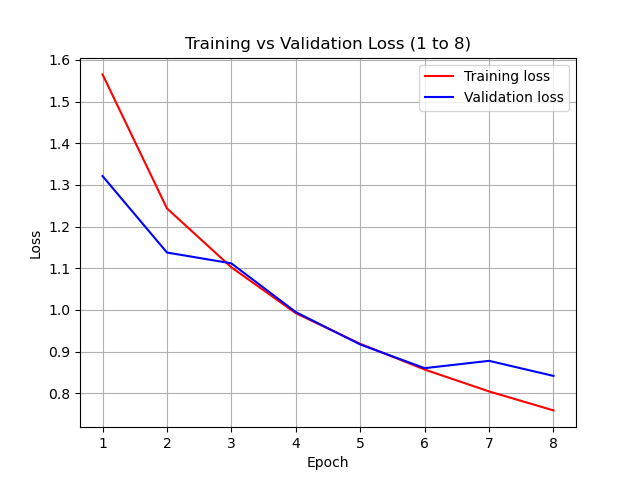 Training vs Validation Loss (1 to 8)
1.6
1.5
1.4
1.3
1.2
1.1
1.0
0.9
0.8
Loss
Training loss
Validation loss
1 2 3 4 5 6 7 8
Epoch